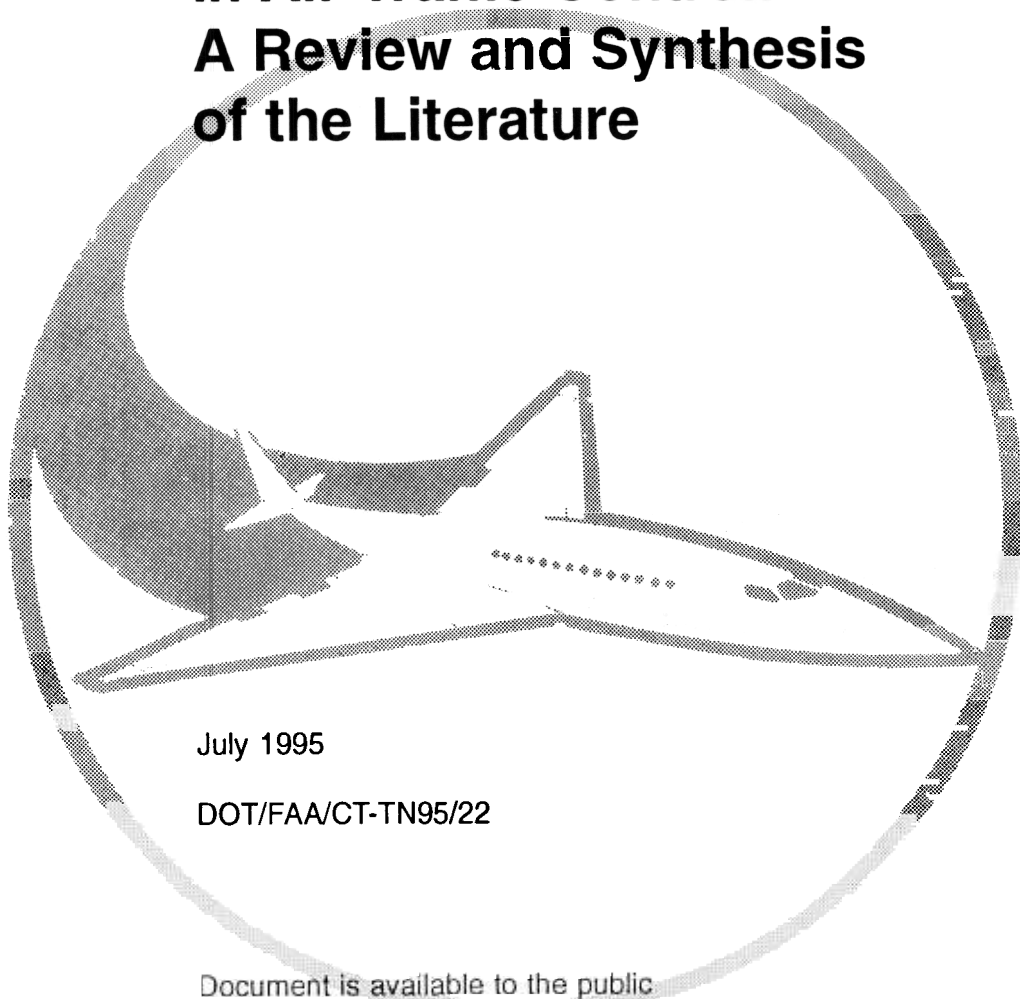 A Review and Synthesis
of the Literature
July 1995
DOT/FAA/CT-TN95/22
Document is available to the public